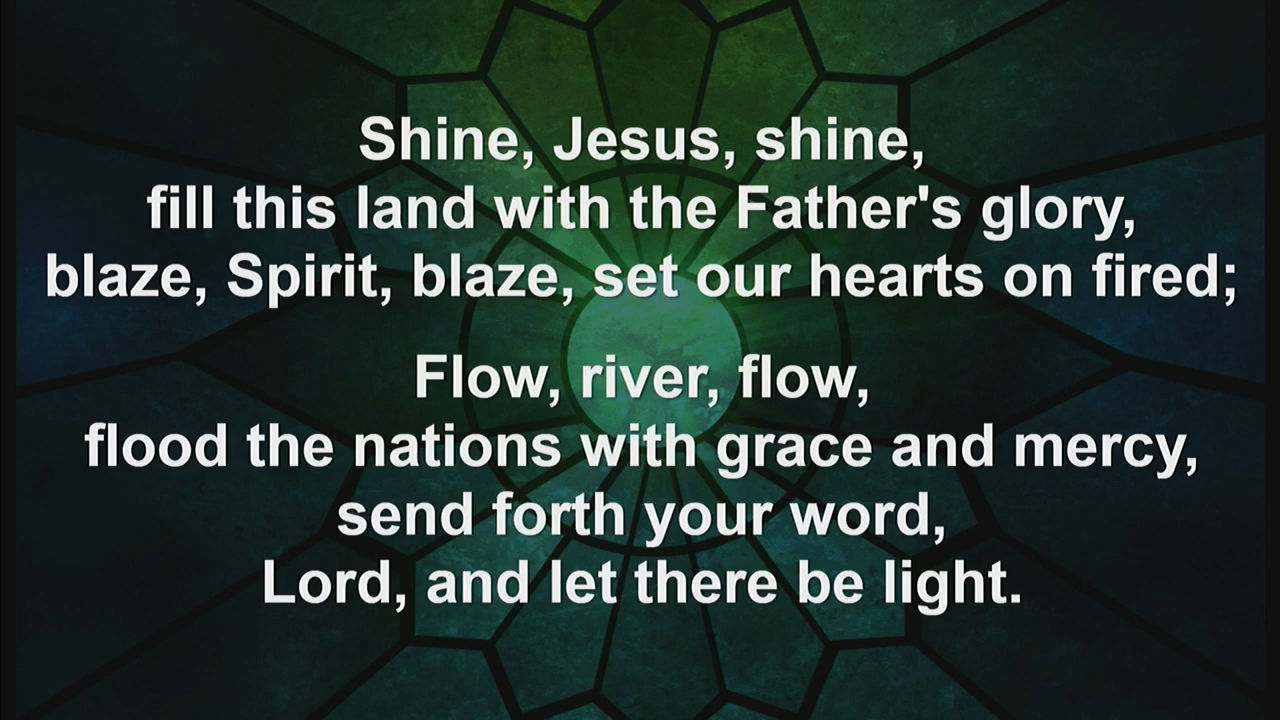 Shine, Jesus, shine,
fill this land with the Father's glory,
blaze, Spirit, blaze, set our hearts on fired;
Flow, river, flow,
flood the nations with grace and mercy,
send forth your word,
Lord, and let there be light.